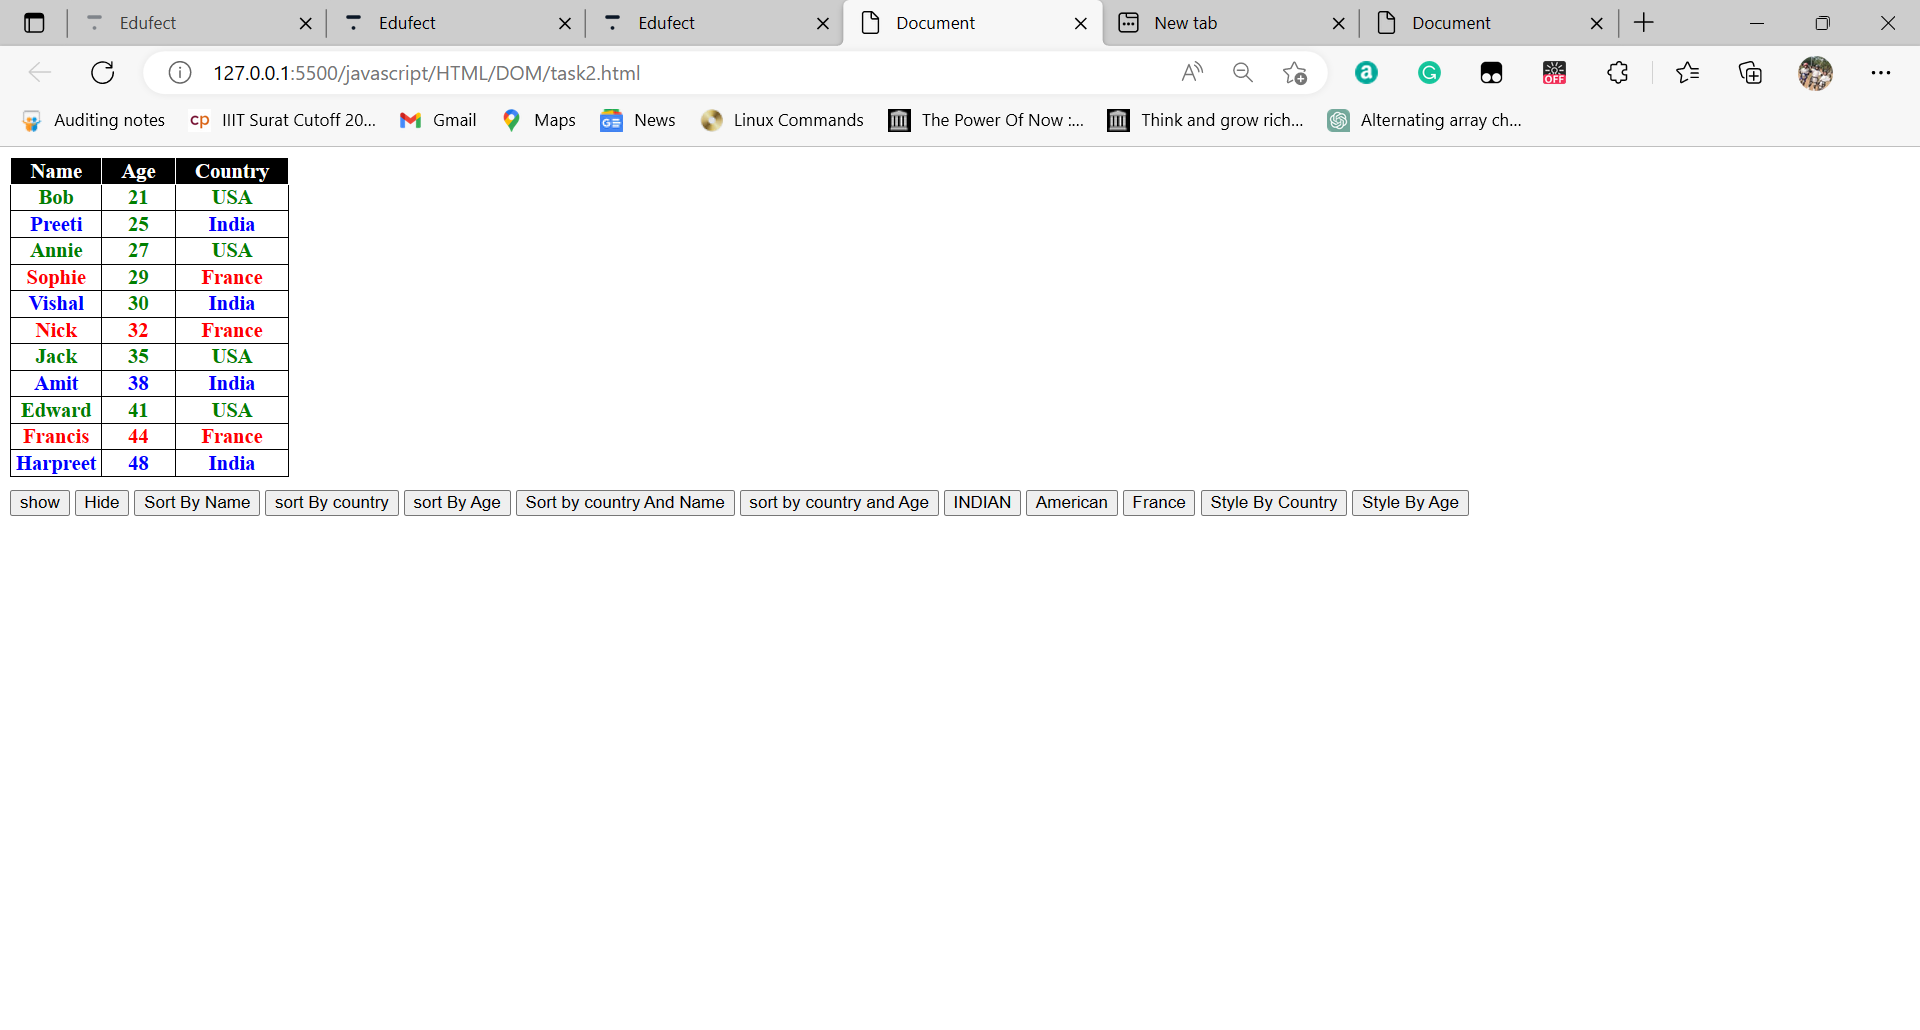 Edufect Edufect Edufect Document New tab Document
127.0.0.1:5500/javascript/HTML/DOM/task2.html
Auditing notes cp IIIT Surat Cutoff 20... Gmail Maps News Linux Commands The Power Of Now :... Think and grow rich... Alternating array ch...
Name Age Country
Bob 21 USA
Preeti 25 India
Annie 27 USA
Sophie 29 France
Vishal 30 India
Nick 32 France
Jack 35 USA
Amit 38 India
Edward 41 USA
Francis 44 France
Harpreet 48 India
show Hide Sort By Name sort By country sort By Age Sort by country And Name sort by country and Age INDIAN American France Style By Country Style By Age